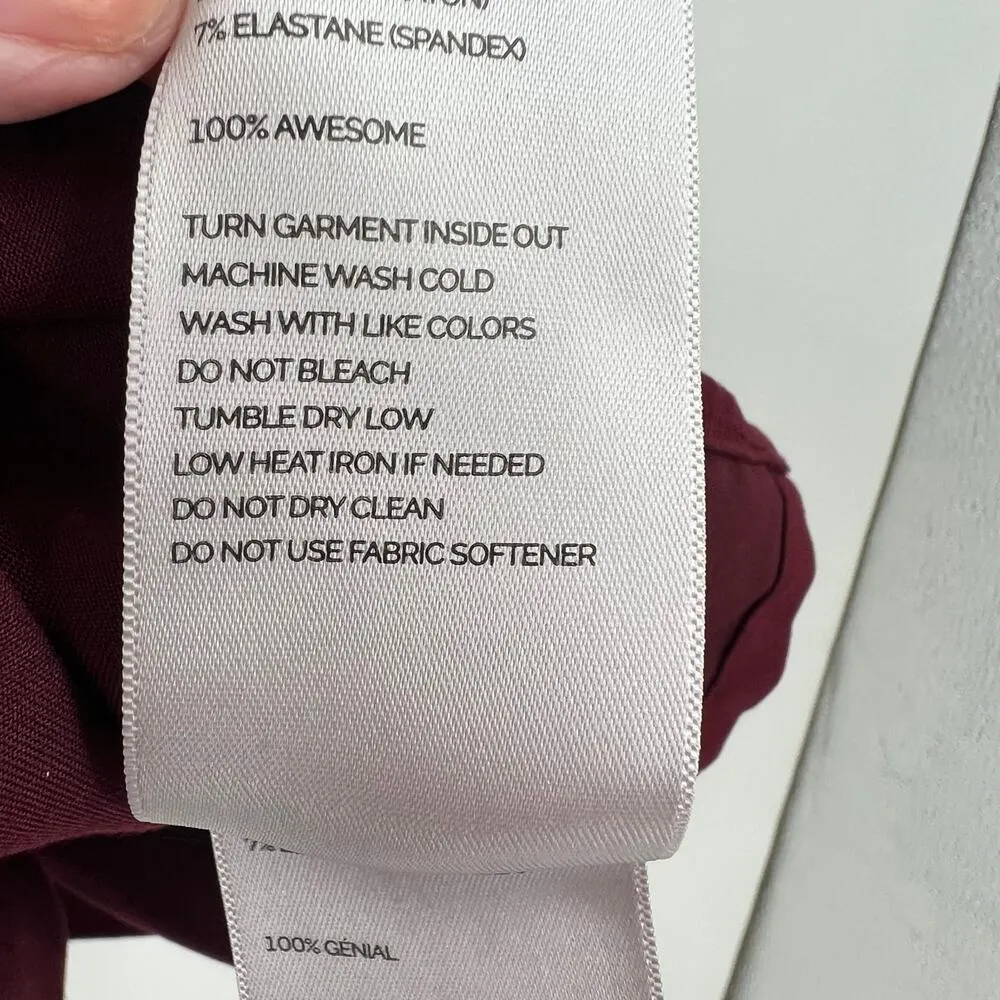 7% ELASTANE (SPANDEX)
100% AWESOME
TURN GARMENT INSIDE OUT
MACHINE WASH COLD
WASH WITH LIKE COLORS
DO NOT BLEACH
TUMBLE DRY LOW
LOW HEAT IRON IF NEEDED
DO NOT DRY CLEAN
DO NOT USE FABRIC SOFTENER
100% GÉNIAL